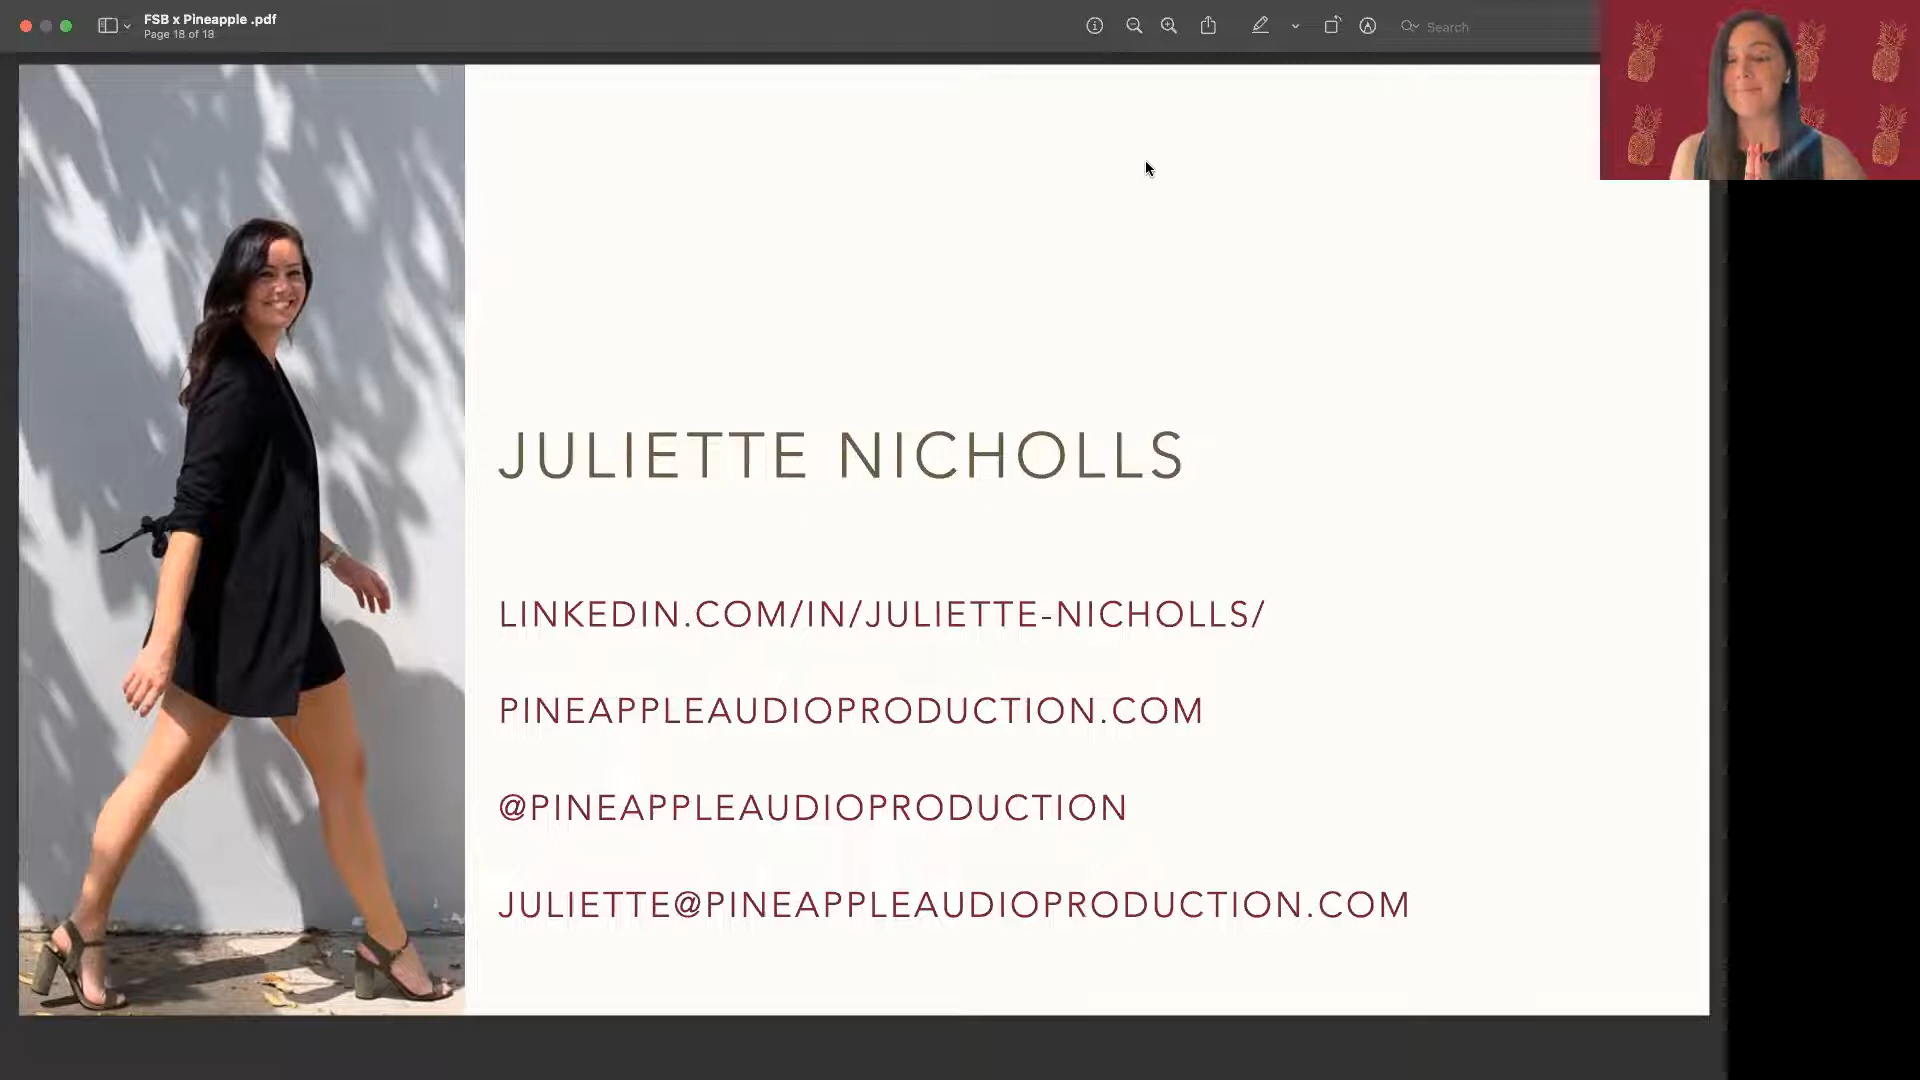 FSB x Pineapple .pdf
Page 18 of 18
Search
JULIETTE NICHOLLS
LINKEDIN.COM/IN/JULIETTE-NICHOLLS/
PINEAPPLEAUDIOPRODUCTION.COM
@PINEAPPLEAUDIOPRODUCTION
JULIETTE@PINEAPPLEAUDIOPRODUCTION.COM